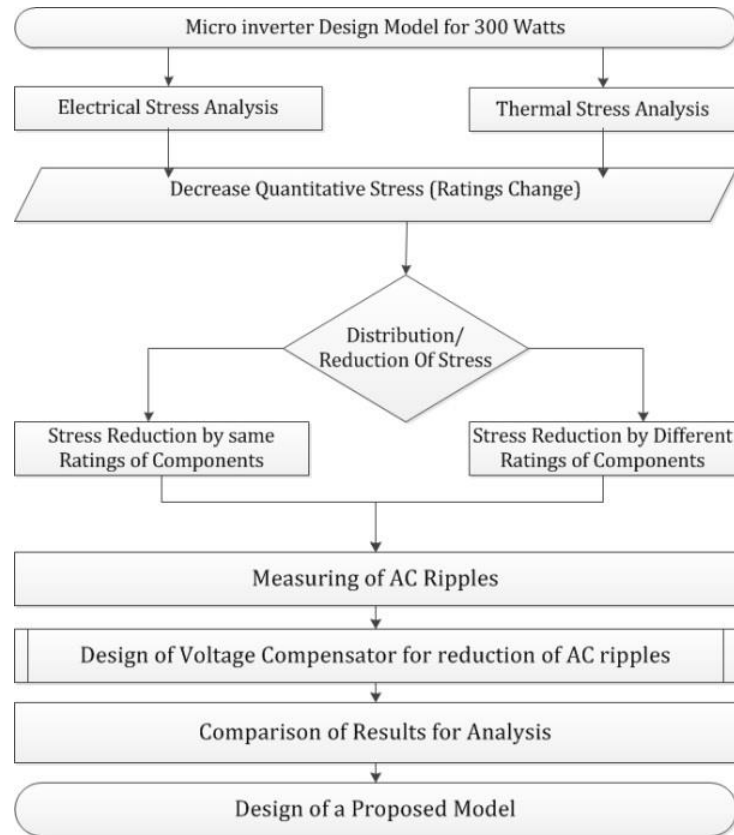 Micro inverter Design Model for 300 Watts
Electrical Stress Analysis
Thermal Stress Analysis
Decrease Quantitative Stress (Ratings Change)
Distribution/
Reduction Of Stress
Stress Reduction by same
Ratings of Components
Stress Reduction by Different
Ratings of Components
Measuring of AC Ripples
Design of Voltage Compensator for reduction of AC ripples
Comparison of Results for Analysis
Design of a Proposed Model